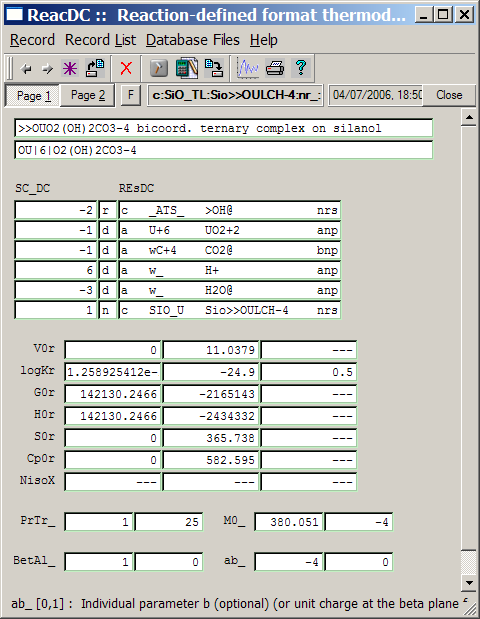 ReacDC :: Reaction-defined format thermod...
Record Record List Database Files Help
Page 1 Page 2 F c:SiO_TL:Sio>>OULCH-4:nr_: 04/07/2006, 18:50 Close
>>OUO2(OH)2CO3-4 bicoord. ternary complex on silanol
OU|6|O2(OH)2CO3-4
SC_DC REsDC
-2 r c _ATS_ >OH@ nrs
-1 d a U+6 UO2+2 anp
-1 d a wC+4 CO2@ bnp
6 d a w_ H+ anp
-3 d a w_ H2O@ anp
1 n c SIO_U Sio>>OULCH-4 nrs
V0r 0 11.0379 ---
logKr 1.258925412e- -24.9 0.5
G0r 142130.2466 -2165143 ---
H0r 142130.2466 -2434332 ---
S0r 0 365.738 ---
Cp0r 0 582.595 ---
NisoX --- --- ---
PrTr_ 1 25 M0_ 380.051 -4
BetAl_ 1 0 ab_ -4 0
ab_ [0,1] : Individual parameter b (optional) (or unit charge at the beta plane f